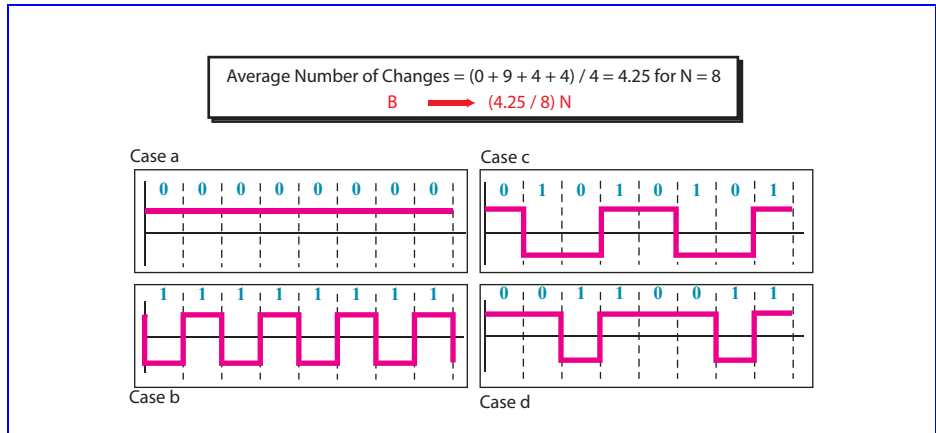 Average Number of Changes = (0 + 9 + 4 + 4) / 4 = 4.25 for N = 8
B (4.25 / 8) N
Case a
0 0 0 0 0 0 0 0
Case c
0 1 0 1 0 1 0 1
1 1 1 1 1 1 1 1
Case b
0 0 1 1 0 0 1 1
Case d